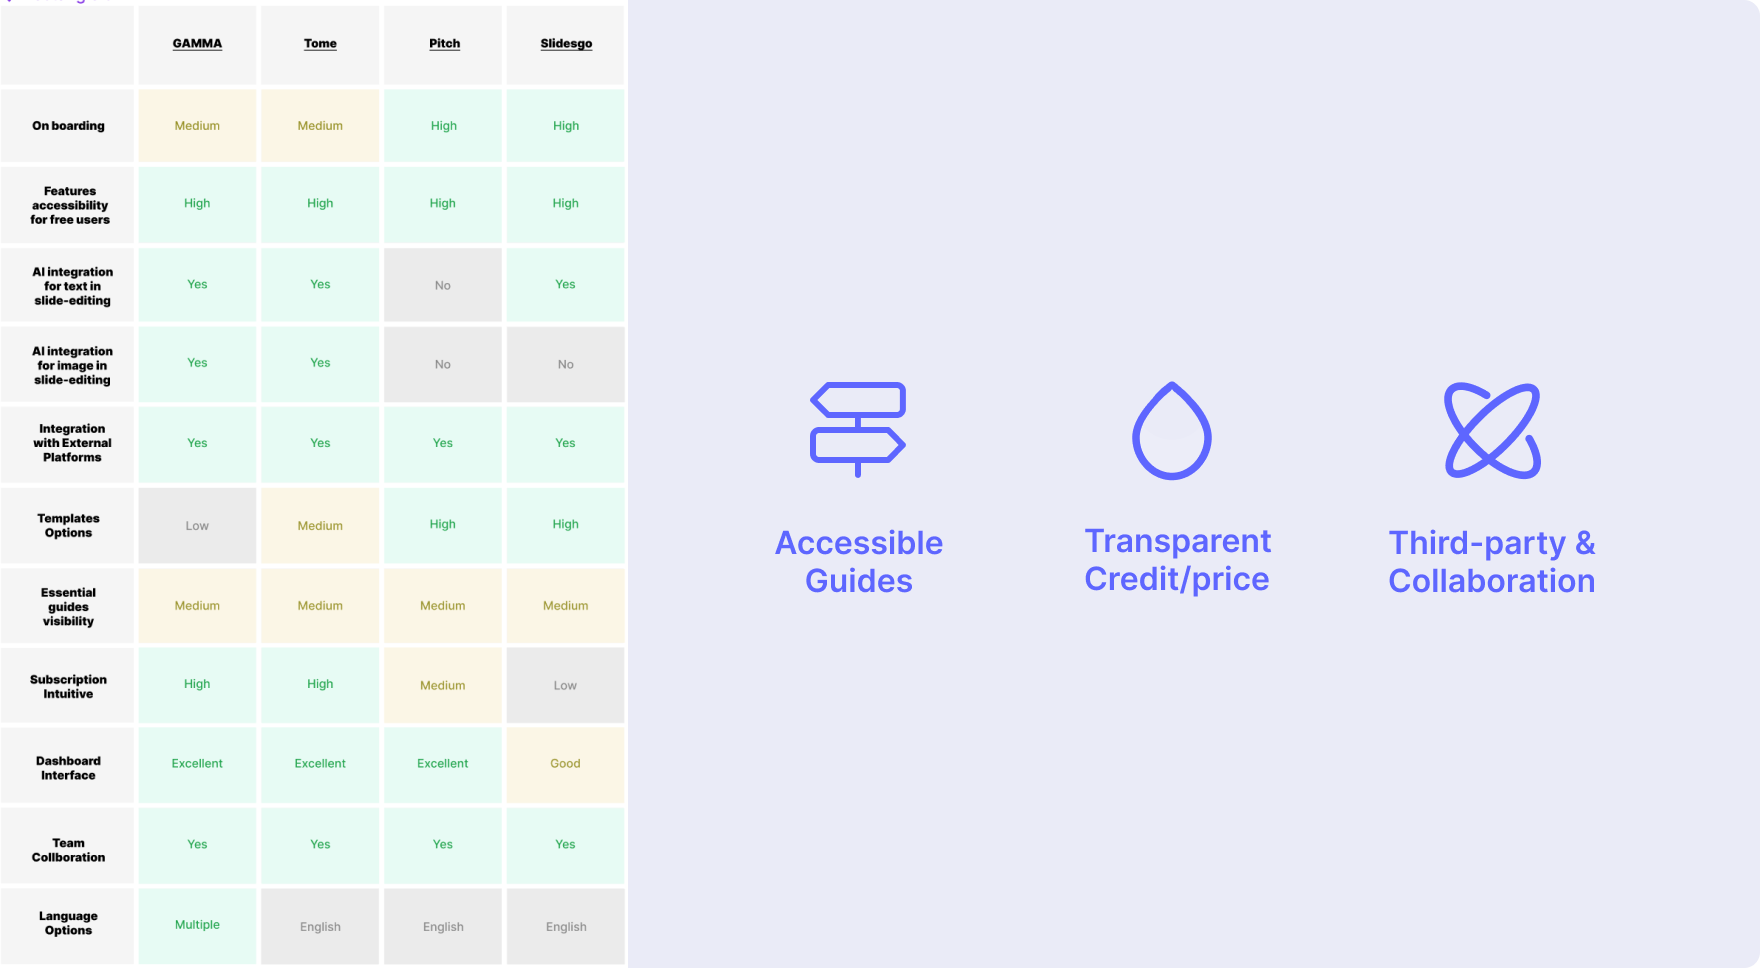 GAMMA Tome Pitch Slidesgo
On boarding Medium Medium High High
Features
accessibility
for free users
High High High High
AI integration
for text in
slide-editing
Yes Yes No Yes
AI integration
for image in
slide-editing
Yes Yes No No
Integration
with External
Platforms
Yes Yes Yes Yes
Templates
Options
Low Medium High High
Essential
guides
visibility
Medium Medium Medium Medium
Subscription
Intuitive
High High Medium Low
Dashboard
Interface
Excellent Excellent Excellent Good
Team
Collboration
Yes Yes Yes Yes
Language
Options
Multiple English English English
Accessible
Guides
Transparent
Credit/price
Third-party &
Collaboration